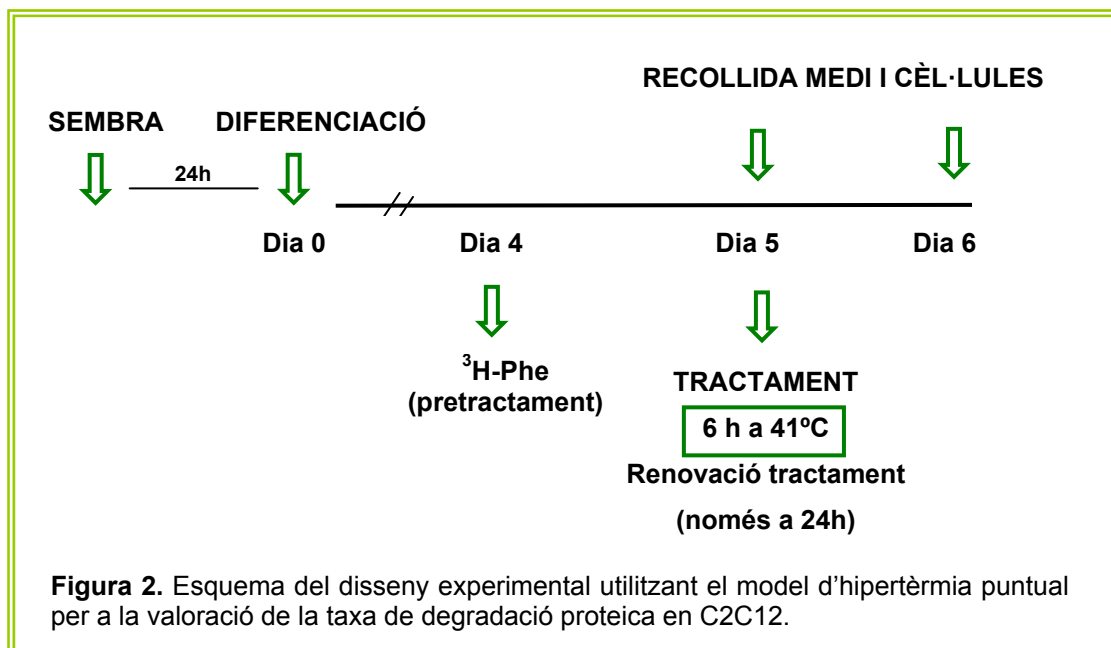 RECOLLIDA MEDI I CÈL·LULES
SEMBRA DIFERENCIACIÓ
24h
Dia 0 Dia 4 Dia 5 Dia 6
³H-Phe
(pretractament)
TRACTAMENT
6 h a 41ºC
Renovació tractament
(només a 24h)
Figura 2. Esquema del disseny experimental utilitzant el model d'hipertèrmia puntual
per a la valoració de la taxa de degradació proteica en C2C12.